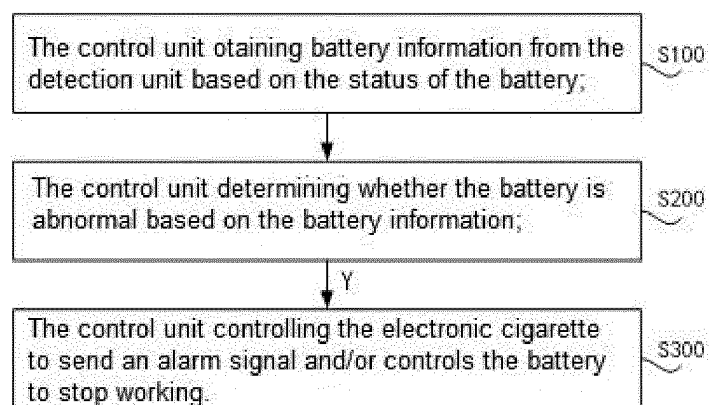 The control unit otaining battery information from the
detection unit based on the status of the battery;
S100
The control unit determining whether the battery is
abnormal based on the battery information;
S200
Y
The control unit controlling the electronic cigarette
to send an alarm signal and/or controls the battery
to stop working.
S300